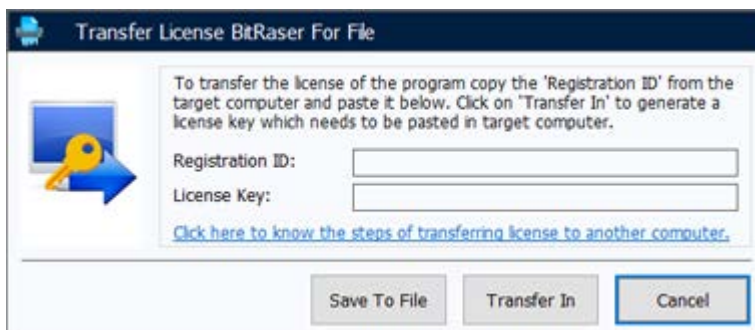 Transfer License BitRaser For File
To transfer the license of the program copy the 'Registration ID' from the
target computer and paste it below. Click on 'Transfer In' to generate a
license key which needs to be pasted in target computer.
Registration ID:
License Key:
Click here to know the steps of transferring license to another computer.
Save To File
Transfer In
Cancel